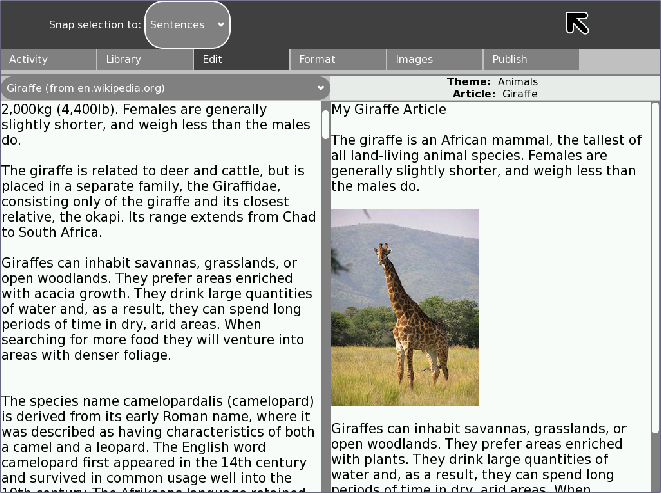 Snap selection to: Sentences
Activity Library Edit Format Images Publish
Giraffe (from en.wikipedia.org)
Theme: Animals
Article: Giraffe
2,000kg (4,400lb). Females are generally
slightly shorter, and weigh less than the males
do.
The giraffe is related to deer and cattle, but is
placed in a separate family, the Giraffidae,
consisting only of the giraffe and its closest
relative, the okapi. Its range extends from Chad
to South Africa.
Giraffes can inhabit savannas, grasslands, or
open woodlands. They prefer areas enriched
with acacia growth. They drink large quantities
of water and, as a result, they can spend long
periods of time in dry, arid areas. When
searching for more food they will venture into
areas with denser foliage.
The species name camelopardalis (camelopard)
is derived from its early Roman name, where it
was described as having characteristics of both
a camel and a leopard. The English word
camelopard first appeared in the 14th century
and survived in common usage well into the
19th century. The Afrikaans language retained
My Giraffe Article
The giraffe is an African mammal, the tallest of
all land-living animal species. Females are
generally slightly shorter, and weigh less than
the males do.
Giraffes can inhabit savannas, grasslands, or
open woodlands. They prefer areas enriched
with plants. They drink large quantities of
water and, as a result, they can spend long
periods of time in dry, arid areas. When